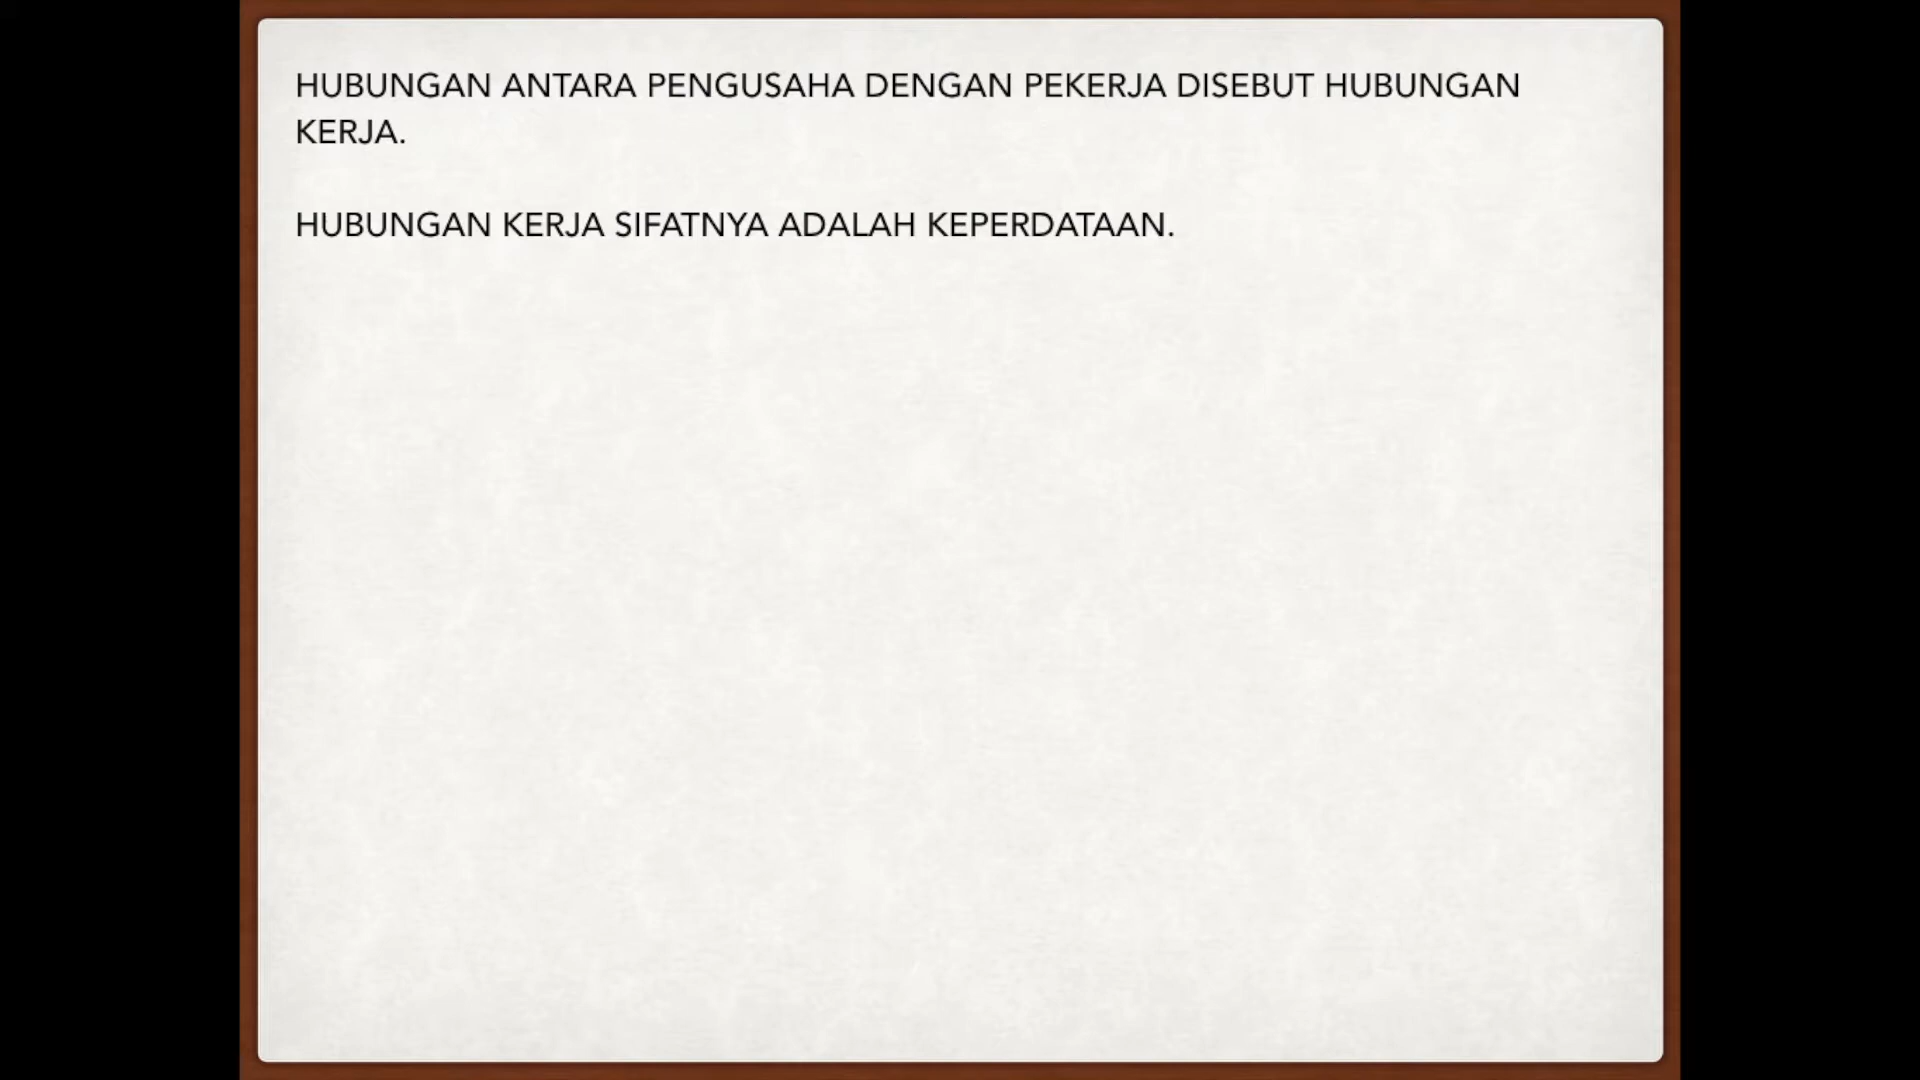 HUBUNGAN ANTARA PENGUSAHA DENGAN PEKERJA DISEBUT HUBUNGAN
KERJA.
HUBUNGAN KERJA SIFATNYA ADALAH KEPERDATAAN.